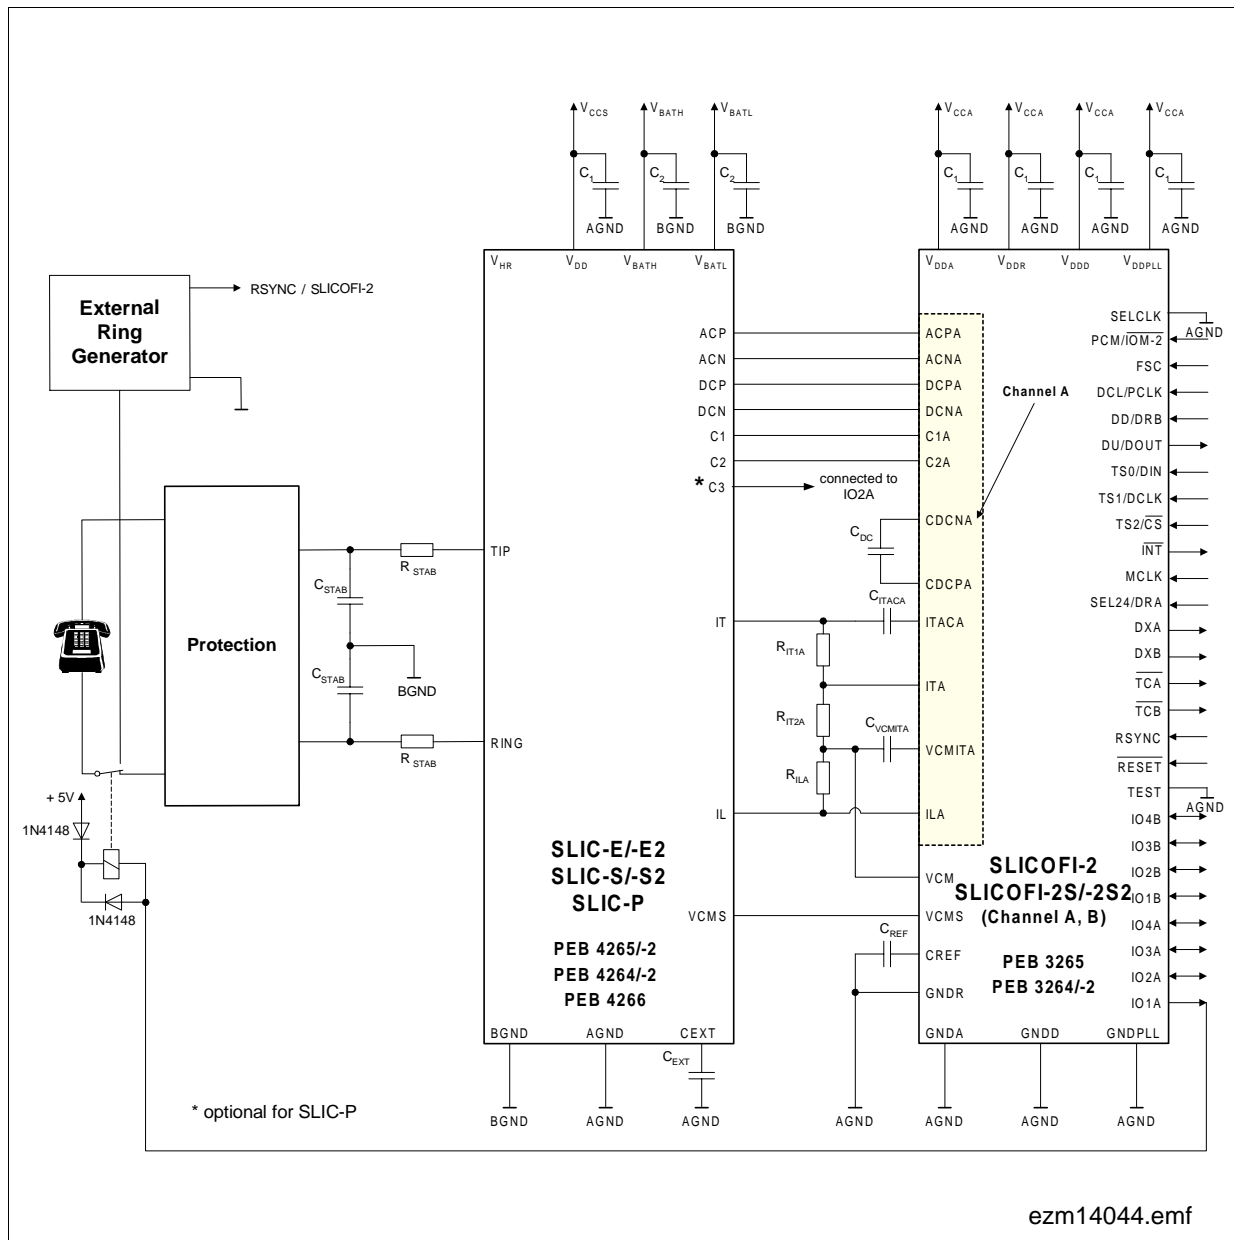 V_CCS V_BATH V_BATL V_CCA V_CCA V_CCA V_CCA
C_1 C_2 C_2 C_1 C_1 C_1 C_1
AGND BGND BGND AGND AGND AGND AGND
V_HR V_DD V_BATH V_BATL V_DDA V_DDR V_DDD V_DDPLL
External
Ring
Generator
RSYNC / SLICOFI-2
ACP ACPA
ACN ACNA
DCP DCPA
DCN DCNA
C1 C1A
C2 C2A
* C3
connected to
IO2A
Channel A
CDCNA
C_DC
CDCPA
C_ITACA
IT ITACA
R_IT1A
ITA
R_IT2A
C_VCMITA
VCMITA
R_ILA
IL ILA
VCM
VCMS VCMS
C_REF
CREF
GNDR
SELCLK
AGND
PCM/IOM-2
FSC
DCL/PCLK
DD/DRB
DU/DOUT
TS0/DIN
TS1/DCLK
TS2/CS
INT
MCLK
SEL24/DRA
DXA
DXB
TCA
TCB
RSYNC
RESET
TEST
AGND
IO4B
IO3B
IO2B
IO1B
IO4A
IO3A
IO2A
IO1A
Protection
TIP
R_STAB
C_STAB
BGND
C_STAB
RING
R_STAB
+ 5V
1N4148
1N4148
SLIC-E/-E2
SLIC-S/-S2
SLIC-P
PEB 4265/-2
PEB 4264/-2
PEB 4266
SLICOFI-2
SLICOFI-2S/-2S2
(Channel A, B)
PEB 3265
PEB 3264/-2
BGND AGND CEXT GNDA GNDD GNDPLL
C_EXT
BGND AGND AGND AGND AGND AGND AGND
* optional for SLIC-P
ezm14044.emf